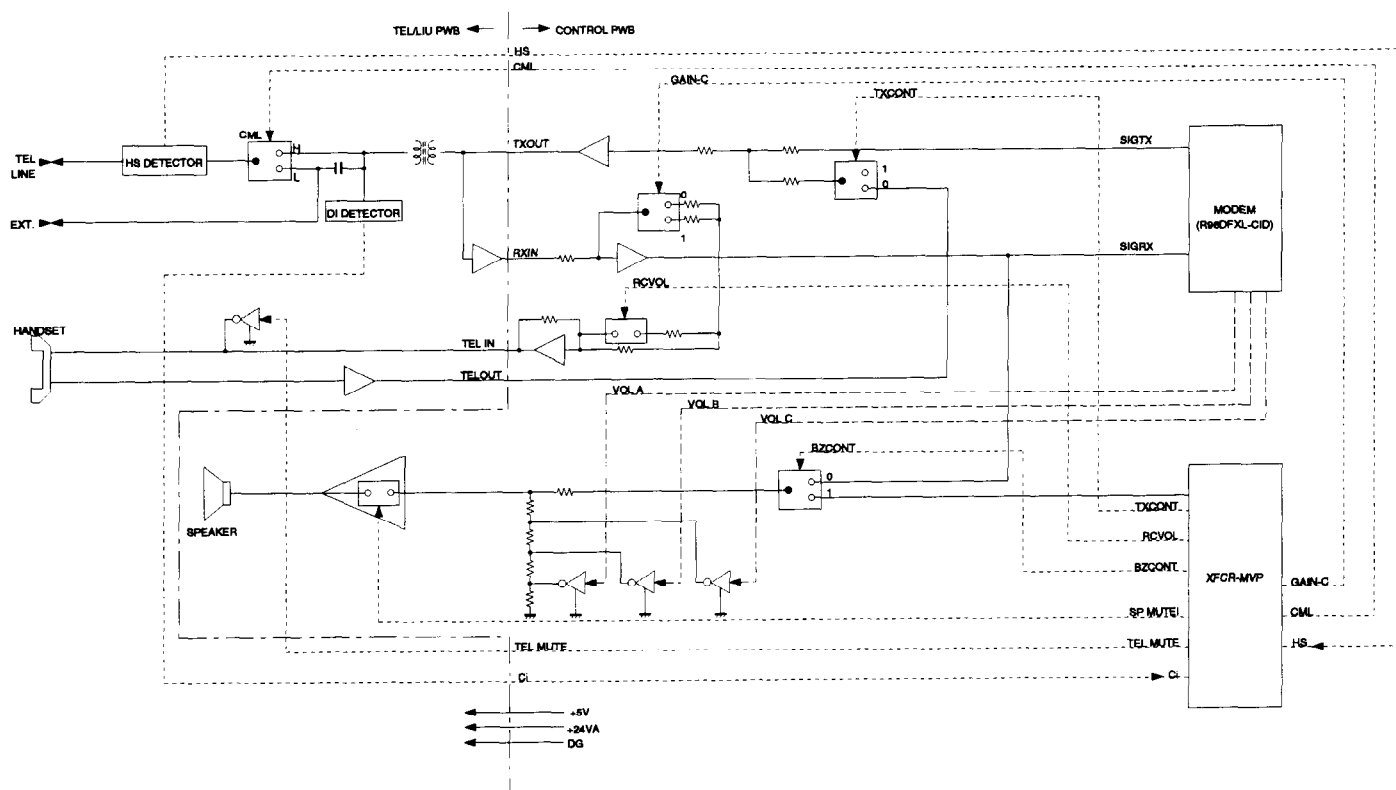 TEL/LIU PWB
CONTROL PWB
HS
CML
GAIN-C
TXCONT
CML
H
L
HS DETECTOR
TEL
LINE
EXT.
DI DETECTOR
TXOUT
SIGTX
1
0
0
1
MODEM
(R96DFXL-CID)
RXIN
SIGRX
RCVOL
HANDSET
TEL IN
TELOUT
VOL A
VOL B
VOL C
BZCONT
0
1
SPEAKER
TXCONT
RCVOL
BZCONT
SP MUTEI
TEL MUTE
Ci
XFCR-MVP
GAIN-C
CML
HS
TEL MUTE
Ci
+5V
+24VA
DG